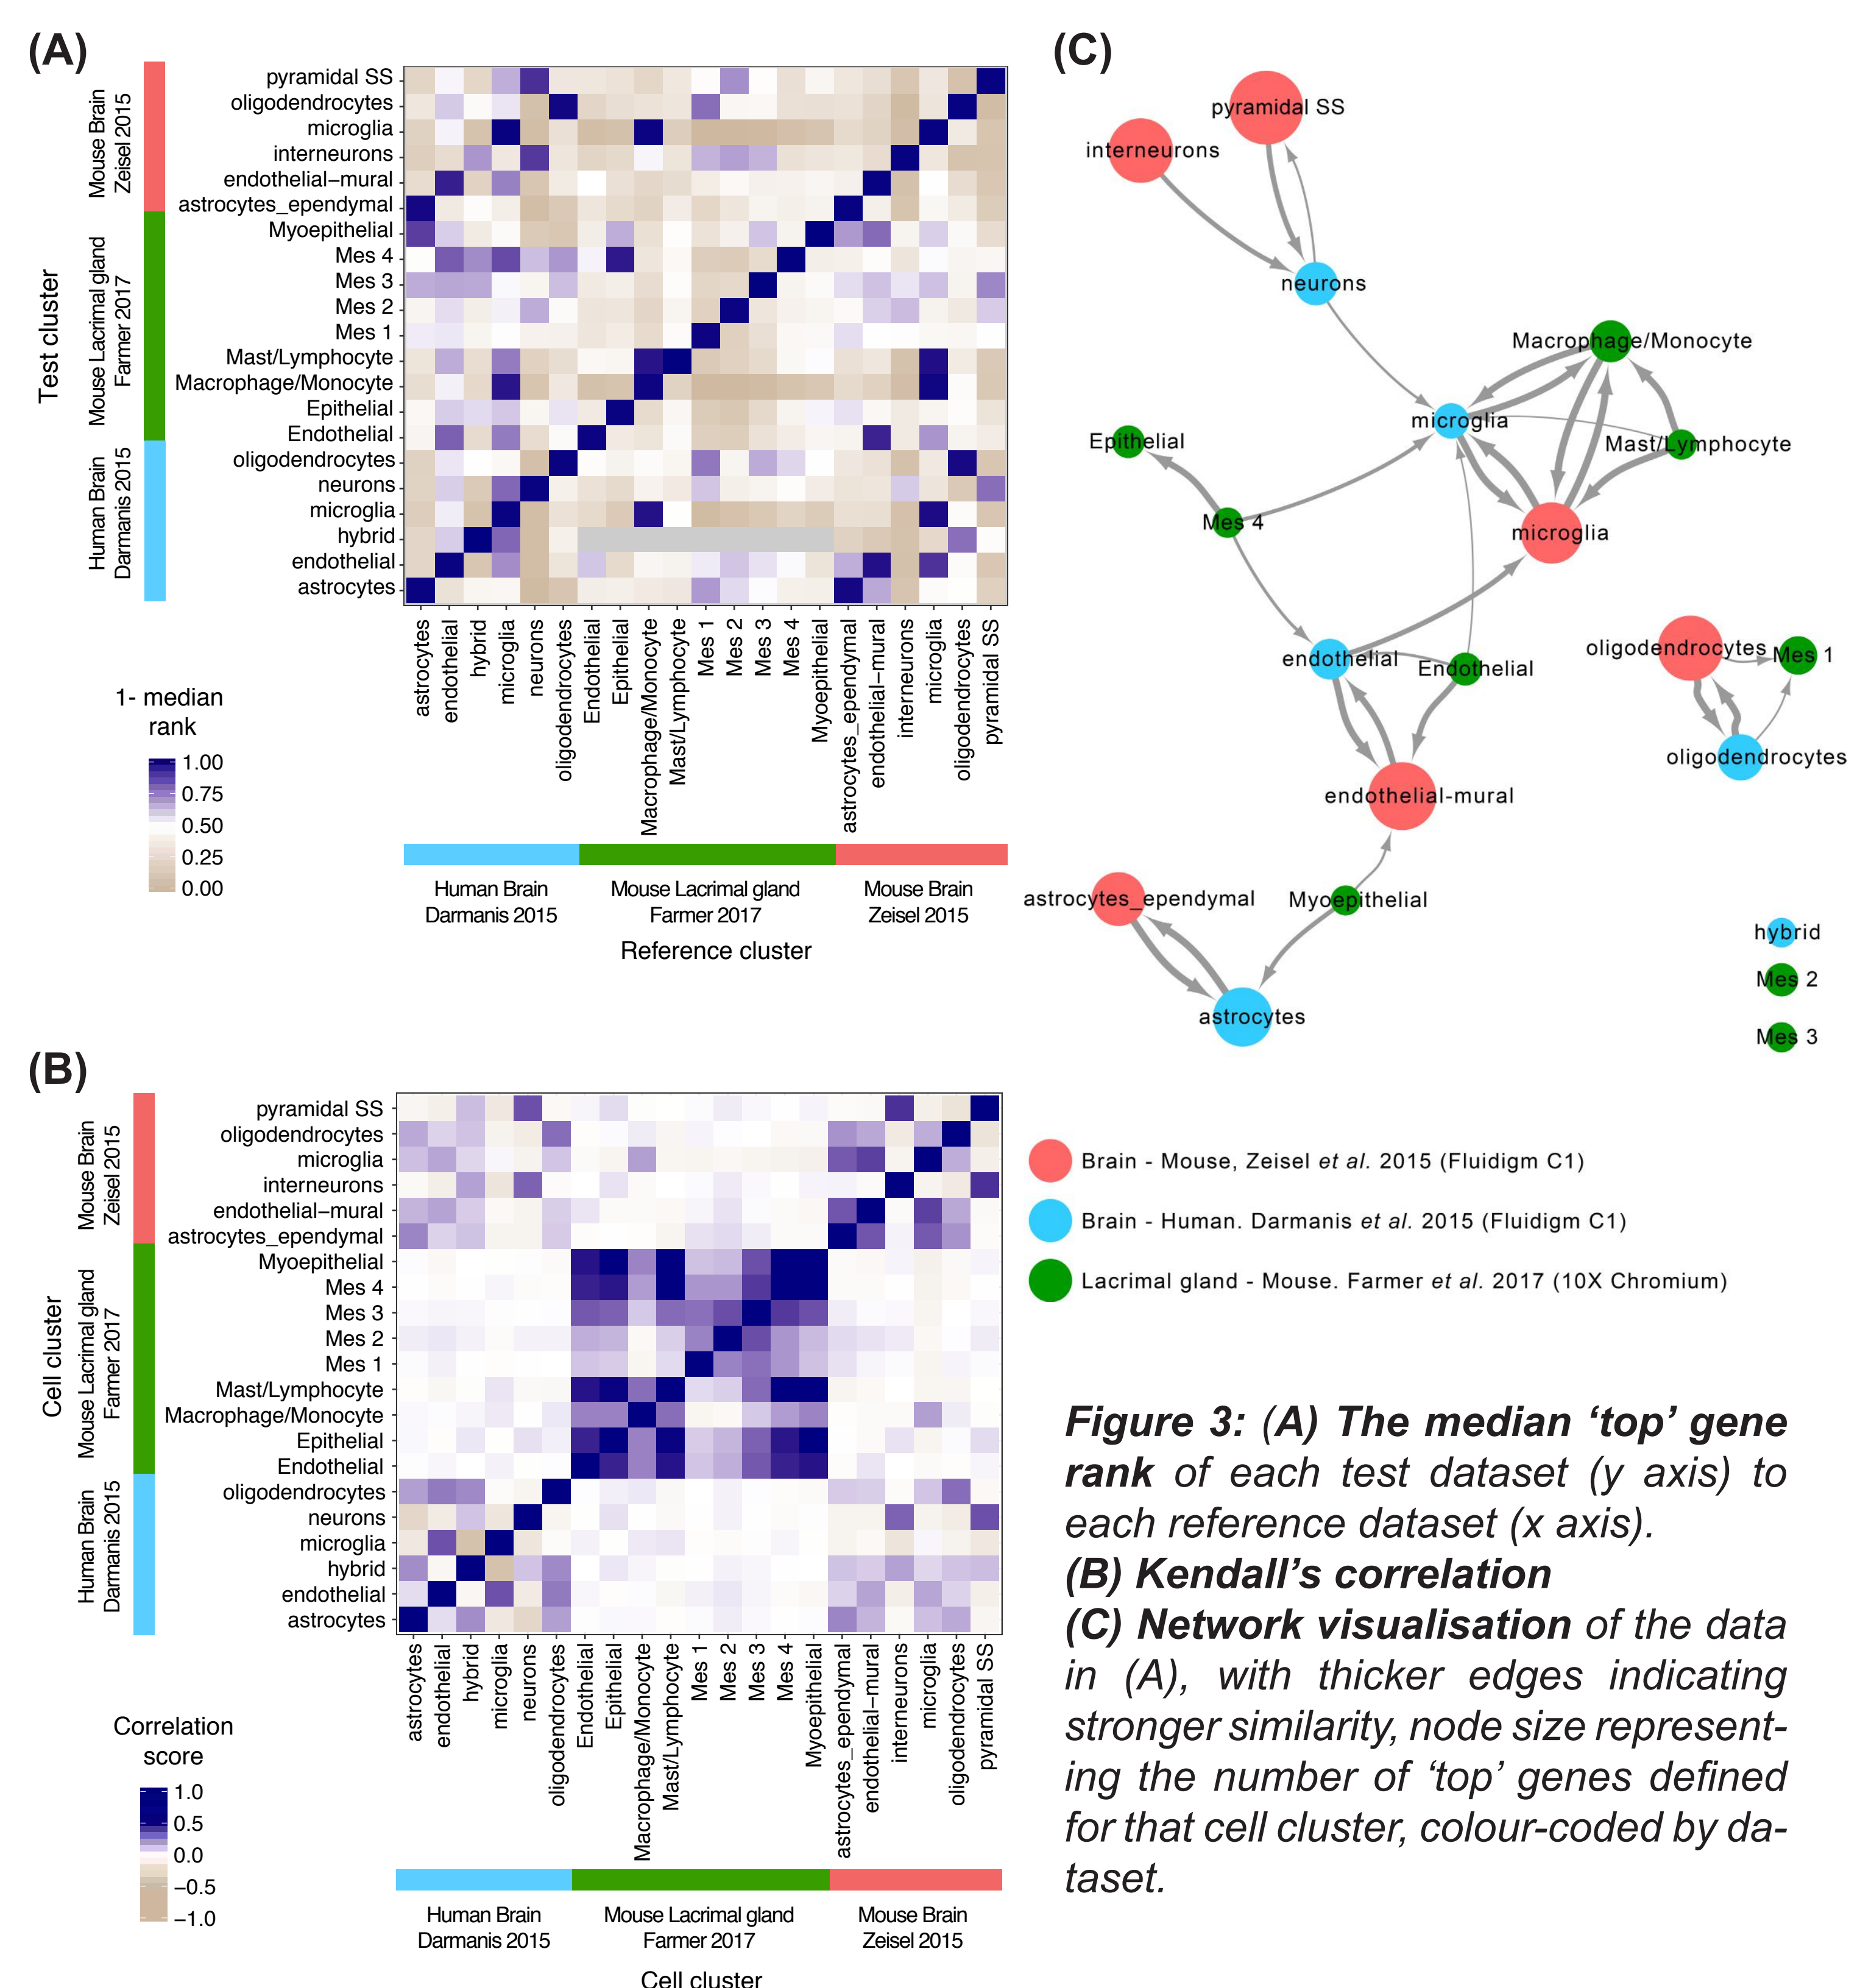 (A)
Test cluster
Mouse Brain
Zeisel 2015
Mouse Lacrimal gland
Farmer 2017
Human Brain
Darmanis 2015
pyramidal SS
oligodendrocytes
microglia
interneurons
endothelial−mural
astrocytes_ependymal
Myoepithelial
Mes 4
Mes 3
Mes 2
Mes 1
Mast/Lymphocyte
Macrophage/Monocyte
Epithelial
Endothelial
oligodendrocytes
neurons
microglia
hybrid
endothelial
astrocytes
astrocytes
endothelial
hybrid
microglia
neurons
oligodendrocytes
Endothelial
Epithelial
Macrophage/Monocyte
Mast/Lymphocyte
Mes 1
Mes 2
Mes 3
Mes 4
Myoepithelial
astrocytes_ependymal
endothelial−mural
interneurons
microglia
oligodendrocytes
pyramidal SS
Human Brain
Darmanis 2015
Mouse Lacrimal gland
Farmer 2017
Mouse Brain
Zeisel 2015
Reference cluster
1- median
rank
1.00
0.75
0.50
0.25
0.00
(B)
Cell cluster
Mouse Brain
Zeisel 2015
Mouse Lacrimal gland
Farmer 2017
Human Brain
Darmanis 2015
pyramidal SS
oligodendrocytes
microglia
interneurons
endothelial−mural
astrocytes_ependymal
Myoepithelial
Mes 4
Mes 3
Mes 2
Mes 1
Mast/Lymphocyte
Macrophage/Monocyte
Epithelial
Endothelial
oligodendrocytes
neurons
microglia
hybrid
endothelial
astrocytes
astrocytes
endothelial
hybrid
microglia
neurons
oligodendrocytes
Endothelial
Epithelial
Macrophage/Monocyte
Mast/Lymphocyte
Mes 1
Mes 2
Mes 3
Mes 4
Myoepithelial
astrocytes_ependymal
endothelial−mural
interneurons
microglia
oligodendrocytes
pyramidal SS
Human Brain
Darmanis 2015
Mouse Lacrimal gland
Farmer 2017
Mouse Brain
Zeisel 2015
Cell cluster
Correlation
score
1.0
0.5
0.0
−0.5
−1.0
(C)
pyramidal SS
interneurons
neurons
Macrophage/Monocyte
microglia
Mast/Lymphocyte
Epithelial
Mes 4
microglia
endothelial
Endothelial
oligodendrocytes
Mes 1
oligodendrocytes
endothelial-mural
astrocytes_ependymal
Myoepithelial
astrocytes
hybrid
Mes 2
Mes 3
Brain - Mouse, Zeisel et al. 2015 (Fluidigm C1)
Brain - Human. Darmanis et al. 2015 (Fluidigm C1)
Lacrimal gland - Mouse. Farmer et al. 2017 (10X Chromium)
Figure 3: (A) The median ‘top’ gene
rank of each test dataset (y axis) to
each reference dataset (x axis).
(B) Kendall’s correlation
(C) Network visualisation of the data
in (A), with thicker edges indicating
stronger similarity, node size represent-
ing the number of ‘top’ genes defined
for that cell cluster, colour-coded by da-
taset.